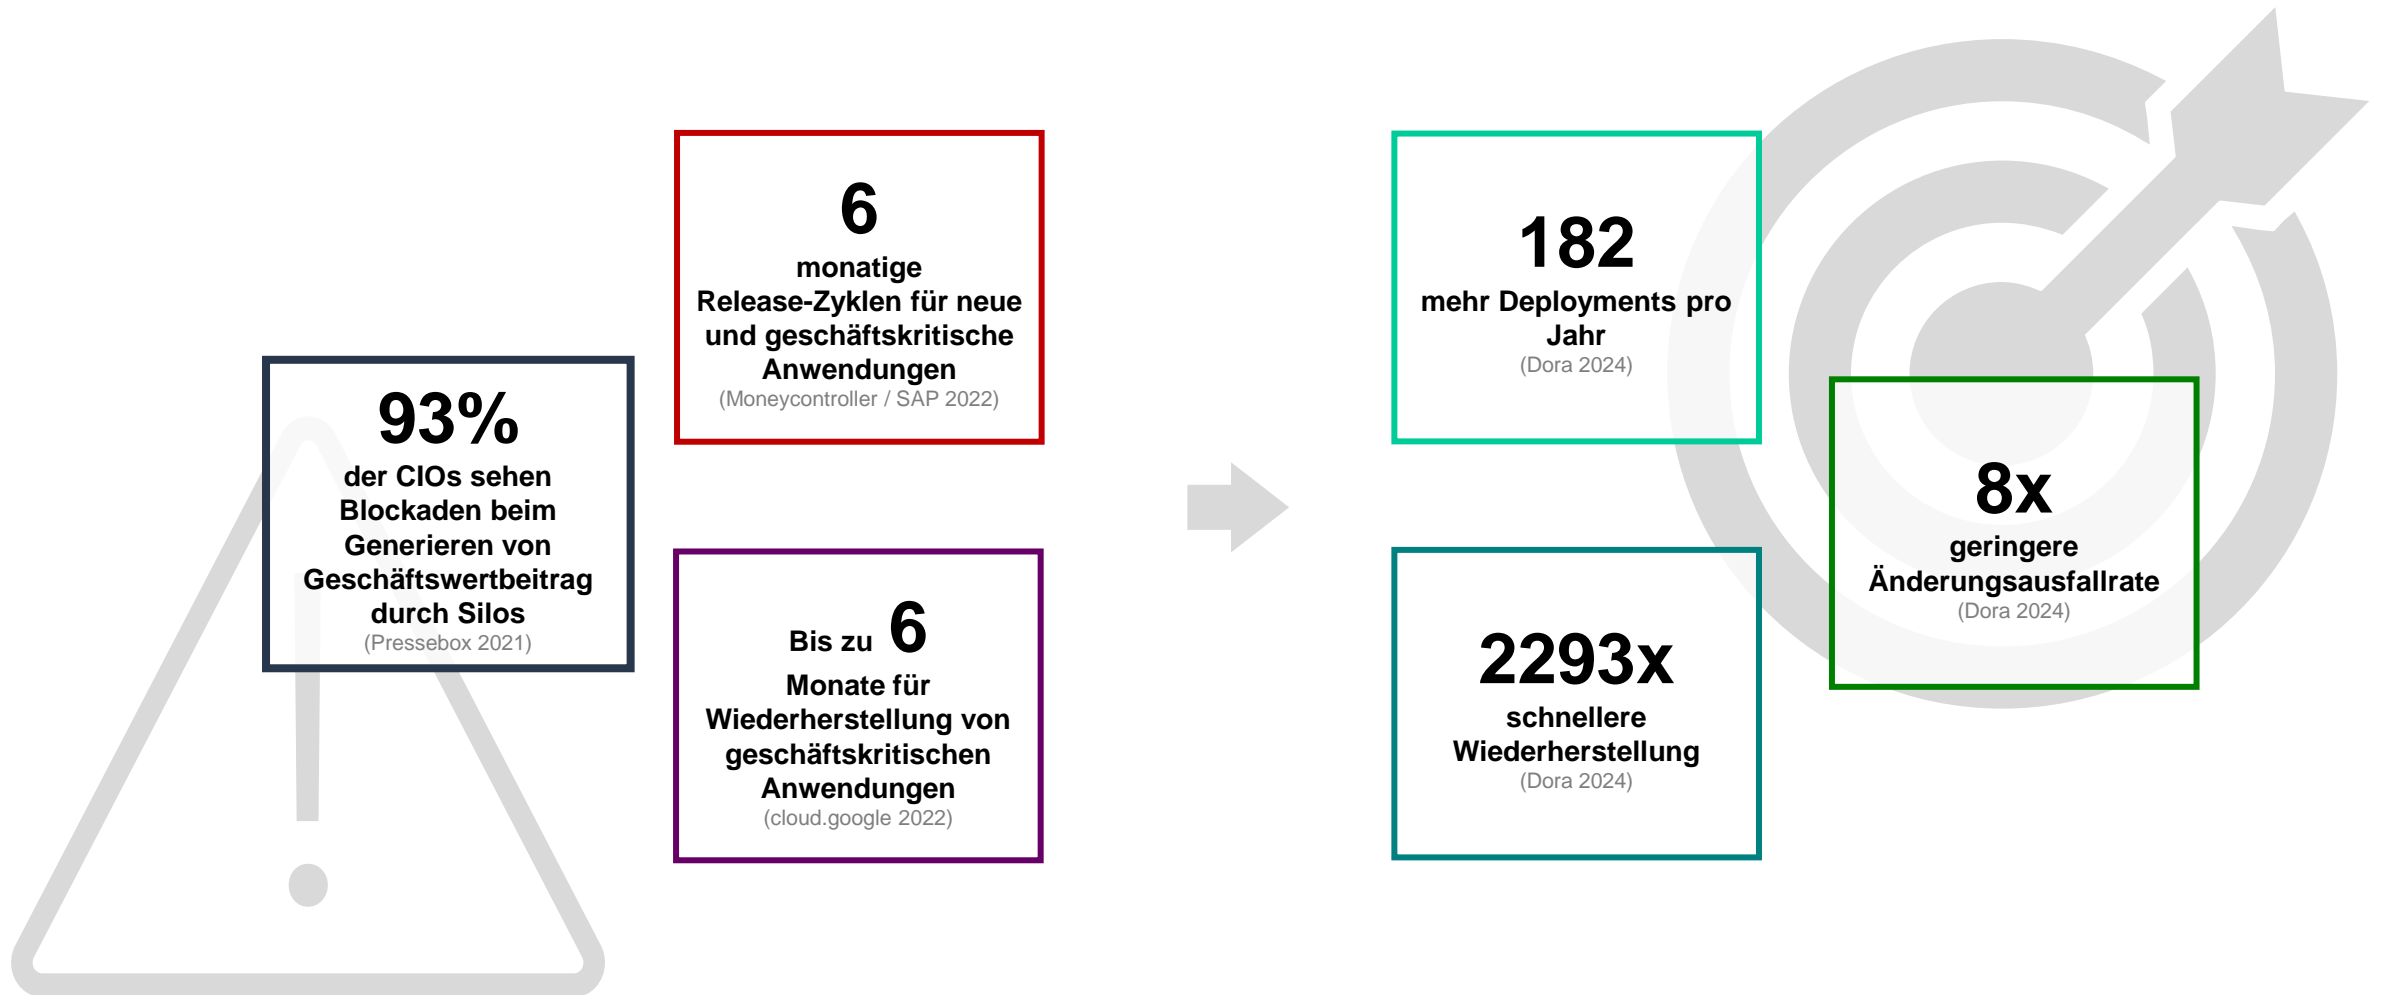 93%
der CIOs sehen
Blockaden beim
Generieren von
Geschäftswertbeitrag
durch Silos
(Pressebox 2021)
6
monatige
Release-Zyklen für neue
und geschäftskritische
Anwendungen
(Moneycontroller / SAP 2022)
Bis zu 6
Monate für
Wiederherstellung von
geschäftskritischen
Anwendungen
(cloud.google 2022)
182
mehr Deployments pro
Jahr
(Dora 2024)
2293x
schnellere
Wiederherstellung
(Dora 2024)
8x
geringere
Änderungsausfallrate
(Dora 2024)